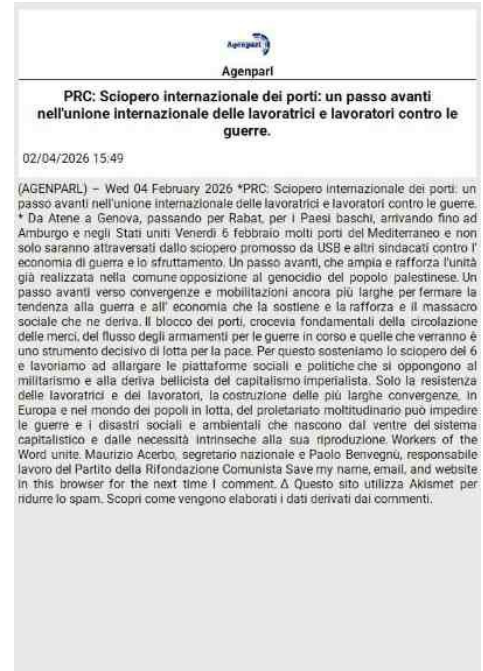 Agenparl
Agenparl
PRC: Sciopero internazionale dei porti: un passo avanti
nell'unione internazionale delle lavoratrici e lavoratori contro le
guerre.
02/04/2026 15:49
(AGENPARL) – Wed 04 February 2026 *PRC: Sciopero internazionale dei porti: un
passo avanti nell'unione internazionale delle lavoratrici e lavoratori contro le guerre.
* Da Atene a Genova, passando per Rabat, per i Paesi baschi, arrivando fino ad
Amburgo e negli Stati uniti Venerdì 6 febbraio molti porti del Mediterraneo e non
solo saranno attraversati dallo sciopero promosso da USB e altri sindacati contro l'
economia di guerra e lo sfruttamento. Un passo avanti, che amplia e rafforza l'unità
già realizzata nella comune opposizione al genocidio del popolo palestinese. Un
passo avanti verso convergenze e mobilitazioni ancora più larghe per fermare la
tendenza alla guerra e all' economia che la sostiene e la rafforza e il massacro
sociale che ne deriva. Il blocco dei porti, crocevia fondamentali della circolazione
delle merci, del flusso degli armamenti per le guerre in corso e quelle che verranno è
uno strumento decisivo di lotta per la pace. Per questo sosteniamo lo sciopero del 6
e lavoriamo ad allargare le piattaforme sociali e politiche che si oppongono al
militarismo e alla deriva bellicista del capitalismo imperialista. Solo la resistenza
delle lavoratrici e dei lavoratori, la costruzione delle più larghe convergenze, in
Europa e nel mondo dei popoli in lotta, del proletariato moltitudinario può impedire
le guerre e i disastri sociali e ambientali che nascono dal ventre del sistema
capitalistico e dalle necessità intrinseche alla sua riproduzione. Workers of the
Word unite. Maurizio Acerbo, segretario nazionale e Paolo Benvegnù, responsabile
lavoro del Partito della Rifondazione Comunista Save my name, email, and website
in this browser for the next time I comment. Δ Questo sito utilizza Akismet per
ridurre lo spam. Scopri come vengono elaborati i dati derivati dai commenti.